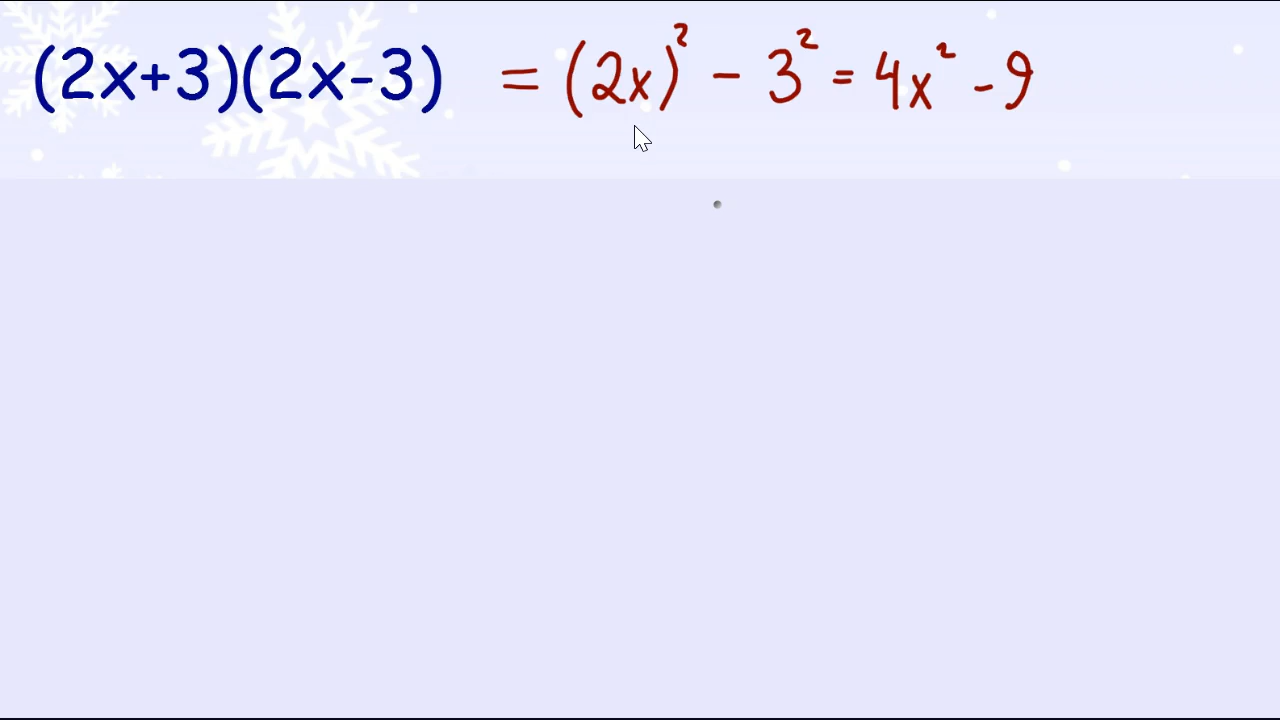 (2x+3)(2x-3) = (2x)² - 3² = 4x² - 9